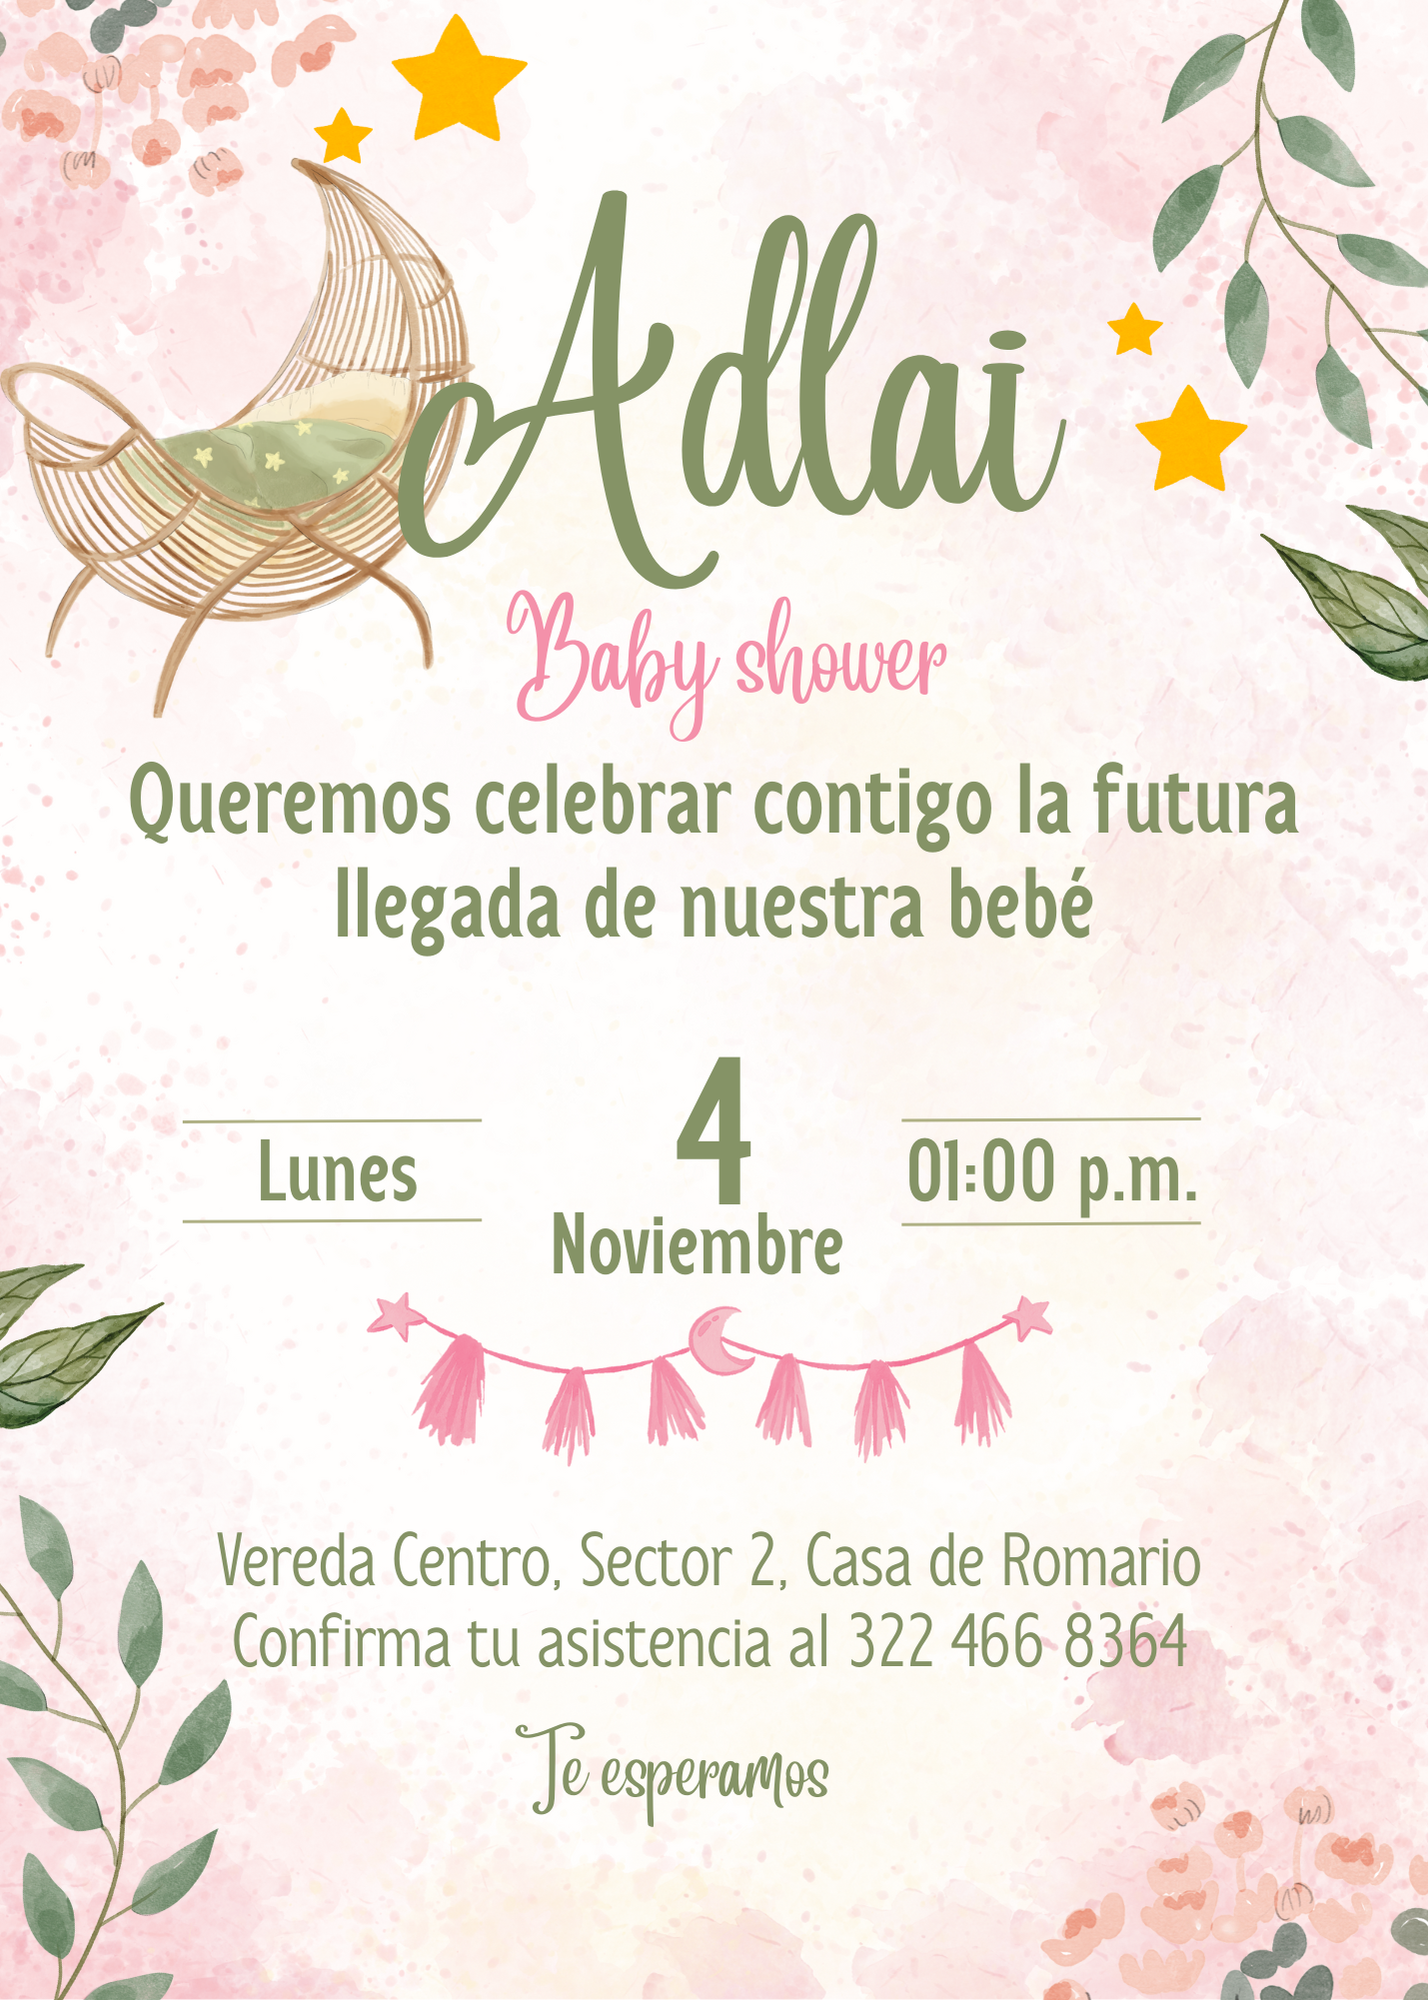 Adlai
Baby shower
Queremos celebrar contigo la futura
llegada de nuestra bebé
Lunes
4
Noviembre
01:00 p.m.
Vereda Centro, Sector 2, Casa de Romario
Confirma tu asistencia al 322 466 8364
Te esperamos